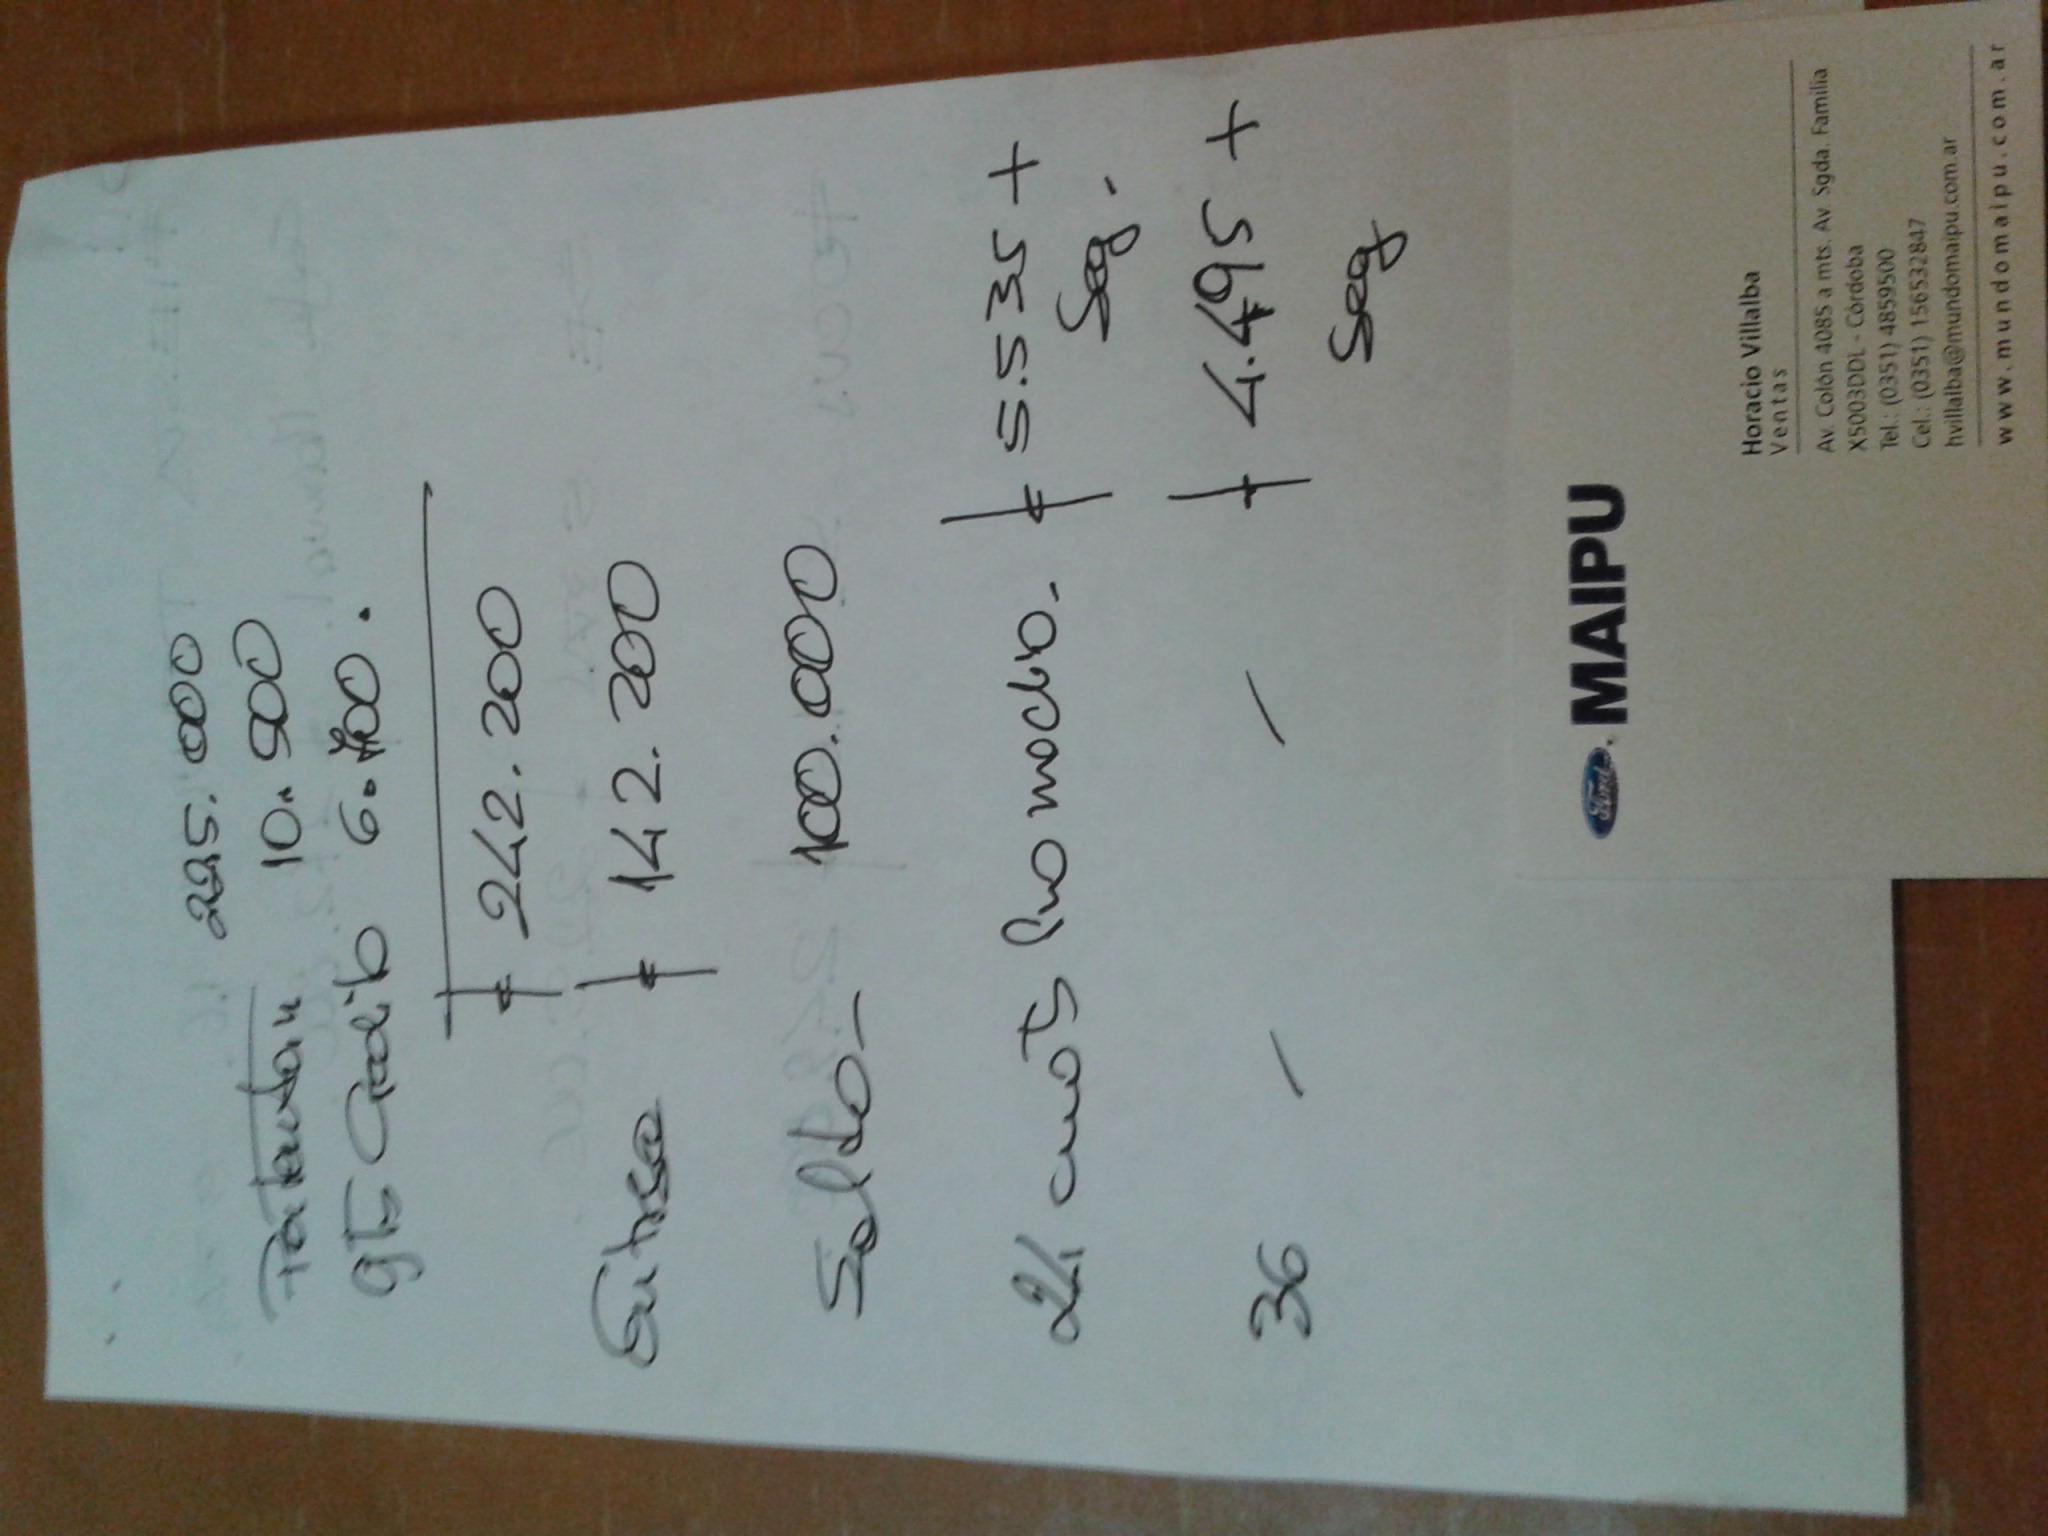 225.000
Patentam 10.500
gts Credito 6.700.
$ 242.200
Entrega $ 142.200
Saldo - 100.000
24 cuots Promedio - $ 5.535 +
Seg.-
36 - - $ 4.495 +
Seg
Ford MAIPU
Horacio Villalba
Ventas
Av. Colón 4085 a mts. Av. Sgda. Familia
X5003DDL - Córdoba
Tel.: (0351) 4859500
Cel.: (0351) 156532847
hvillalba@mundomaipu.com.ar
www.mundomaipu.com.ar